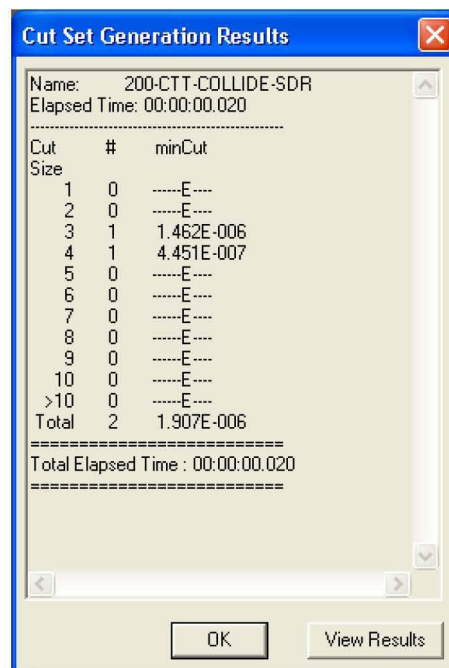 Cut Set Generation Results
Name: 200-CTT-COLLIDE-SDR
Elapsed Time: 00:00:00.020
------------------------------------------------
Cut # minCut
Size
1 0 ------E----
2 0 ------E----
3 1 1.462E-006
4 1 4.451E-007
5 0 ------E----
6 0 ------E----
7 0 ------E----
8 0 ------E----
9 0 ------E----
10 0 ------E----
>10 0 ------E----
Total 2 1.907E-006
===========================
Total Elapsed Time : 00:00:00.020
===========================
OK View Results